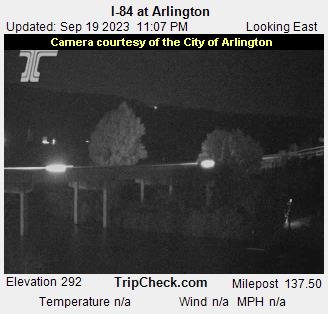 I-84 at Arlington
Updated: Sep 19 2023 11:07 PM Looking East
Camera courtesy of the City of Arlington
Elevation 292 TripCheck.com Milepost 137.50
Temperature n/a Wind n/a MPH n/a